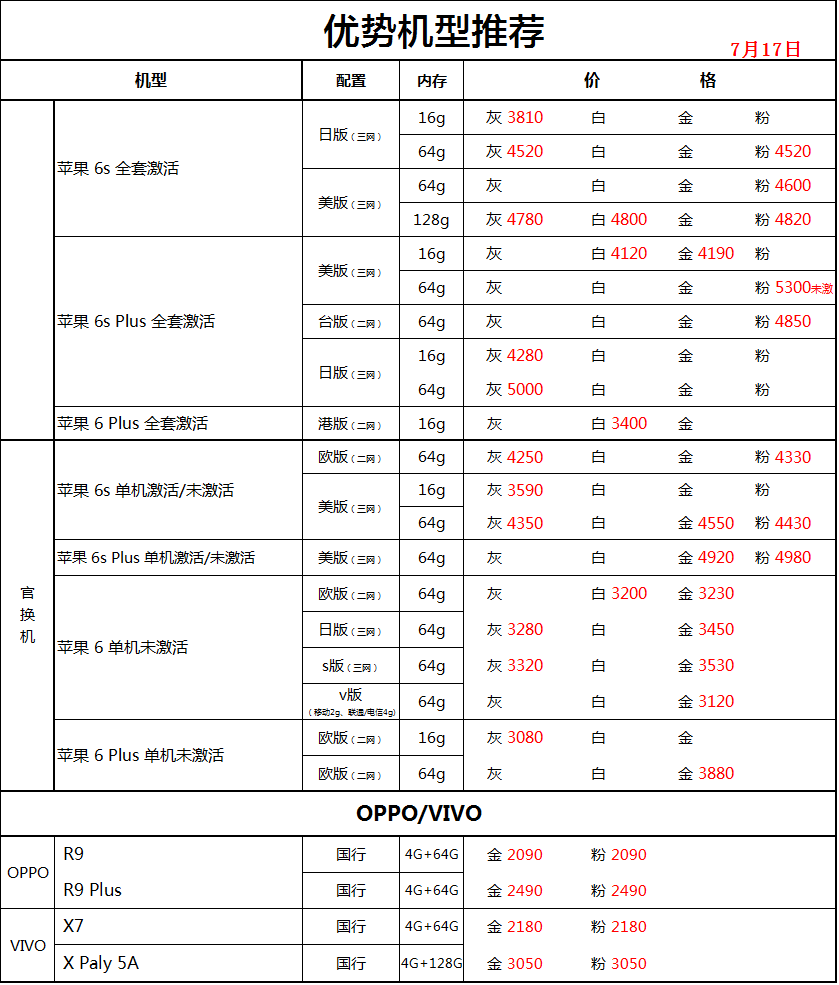 优势机型推荐
7月17日
机型 配置 内存 价 格
苹果 6s 全套激活
日版（三网） 16g 灰 3810 白 金 粉
64g 灰 4520 白 金 粉 4520
美版（三网） 64g 灰 白 金 粉 4600
128g 灰 4780 白 4800 金 粉 4820
苹果 6s Plus 全套激活
美版（三网） 16g 灰 白 4120 金 4190 粉
64g 灰 白 金 粉 5300未激
台版（二网） 64g 灰 白 金 粉 4850
日版（三网） 16g 灰 4280 白 金 粉
64g 灰 5000 白 金 粉
苹果 6 Plus 全套激活 港版（二网） 16g 灰 白 3400 金
官换机
苹果 6s 单机激活/未激活
欧版（二网） 64g 灰 4250 白 金 粉 4330
美版（三网） 16g 灰 3590 白 金 粉
64g 灰 4350 白 金 4550 粉 4430
苹果 6s Plus 单机激活/未激活 美版（三网） 64g 灰 白 金 4920 粉 4980
苹果 6 单机未激活
欧版（二网） 64g 灰 白 3200 金 3230
日版（三网） 64g 灰 3280 白 金 3450
s版（三网） 64g 灰 3320 白 金 3530
v版
（移动2g、联通/电信4g） 64g 灰 白 金 3120
苹果 6 Plus 单机未激活
欧版（二网） 16g 灰 3080 白 金
欧版（二网） 64g 灰 白 金 3880
OPPO/VIVO
OPPO
R9 国行 4G+64G 金 2090 粉 2090
R9 Plus 国行 4G+64G 金 2490 粉 2490
VIVO
X7 国行 4G+64G 金 2180 粉 2180
X Paly 5A 国行 4G+128G 金 3050 粉 3050